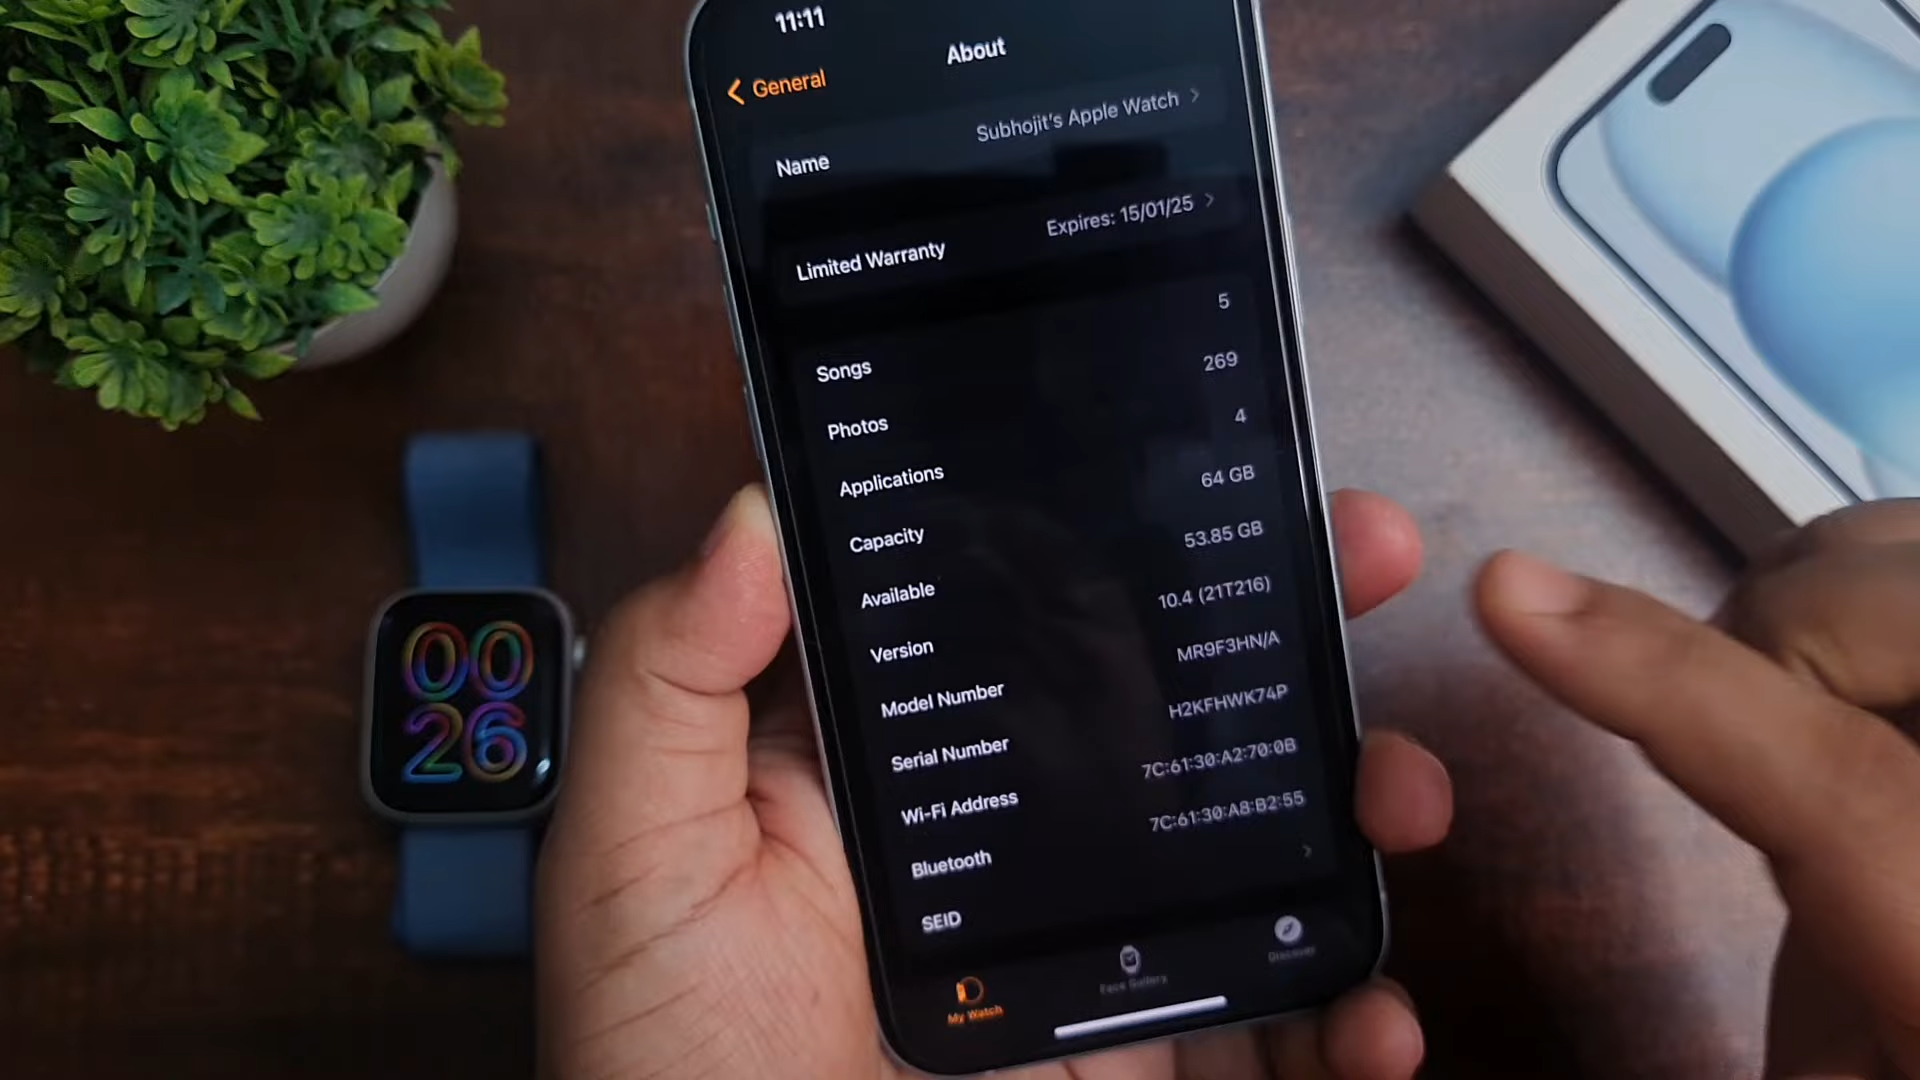 11:11
General
About
Name
Subhojit's Apple Watch
Limited Warranty
Expires: 15/01/25
Songs
5
Photos
269
Applications
4
Capacity
64 GB
Available
53.85 GB
Version
10.4 (21T216)
Model Number
MR9F3HN/A
Serial Number
H2KFHWK74P
Wi-Fi Address
7C:61:30:A2:70:0B
Bluetooth
7C:61:30:A8:B2:55
SEID
My Watch
Face Gallery
Discover
00
26